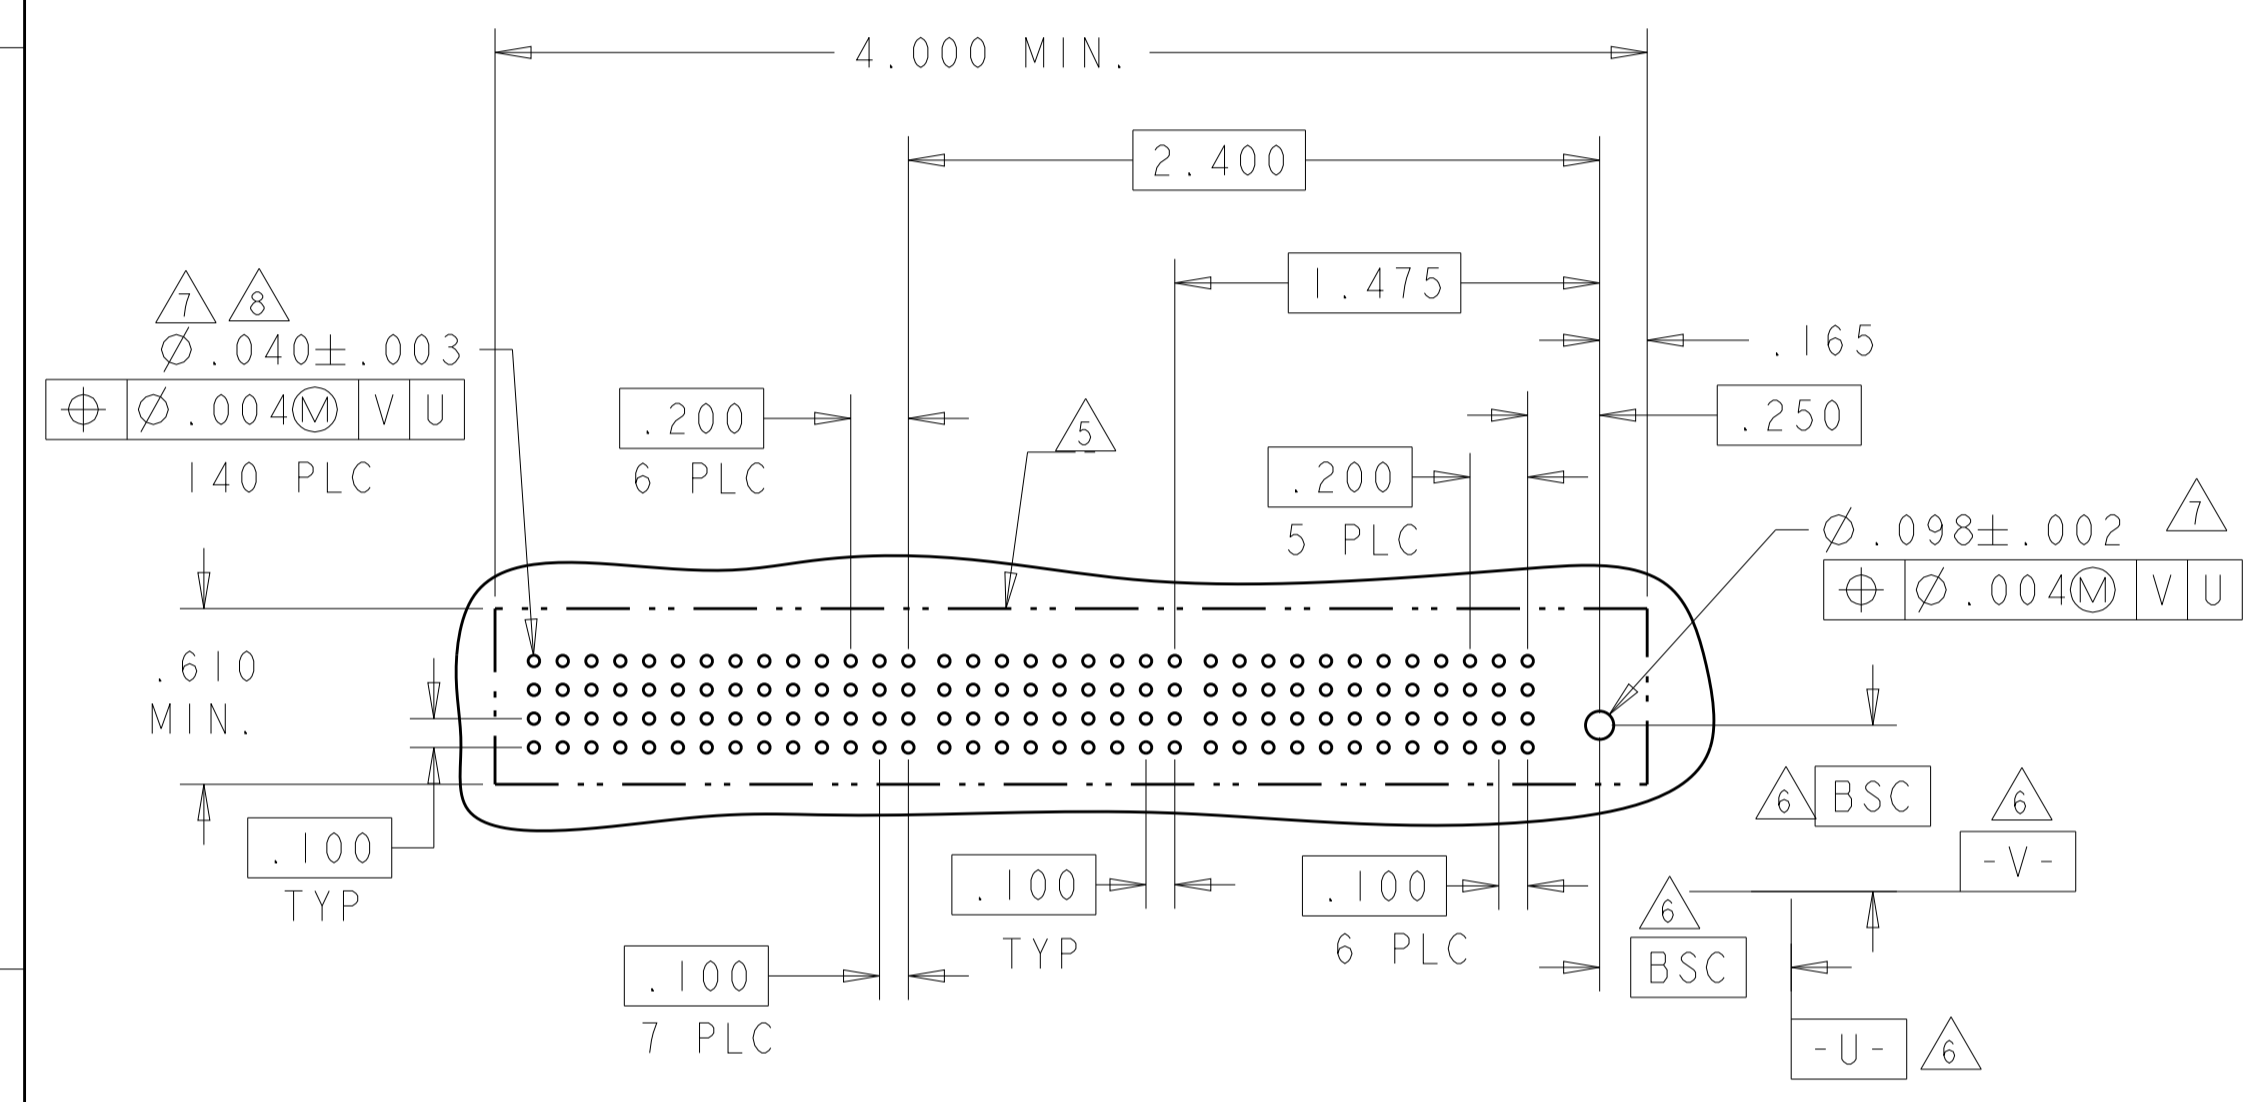 4.000 MIN.
2.400
1.475
.165
7 8
Ø.040±.003
⌖ Ø.004Ⓜ V U
140 PLC
.200
6 PLC
5
.250
.200
5 PLC
7
Ø.098±.002
⌖ Ø.004Ⓜ V U
.610
MIN.
6 BSC
6
-V-
.100
TYP
.100
TYP
.100
6 PLC
6
BSC
.100
7 PLC
-U- 6